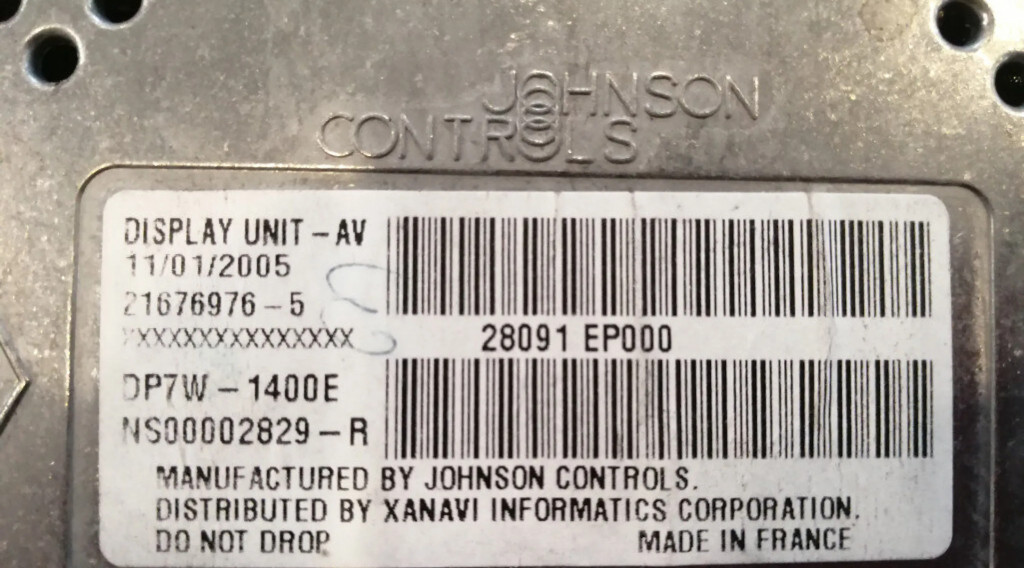 JOHNSON
CONTROLS
DISPLAY UNIT - AV
11/01/2005
21676976 - 5
XXXXXXXXXXXXXXX
28091 EP000
DP7W - 1400E
NS00002829 - R
MANUFACTURED BY JOHNSON CONTROLS.
DISTRIBUTED BY XANAVI INFORMATICS CORPORATION.
DO NOT DROP
MADE IN FRANCE